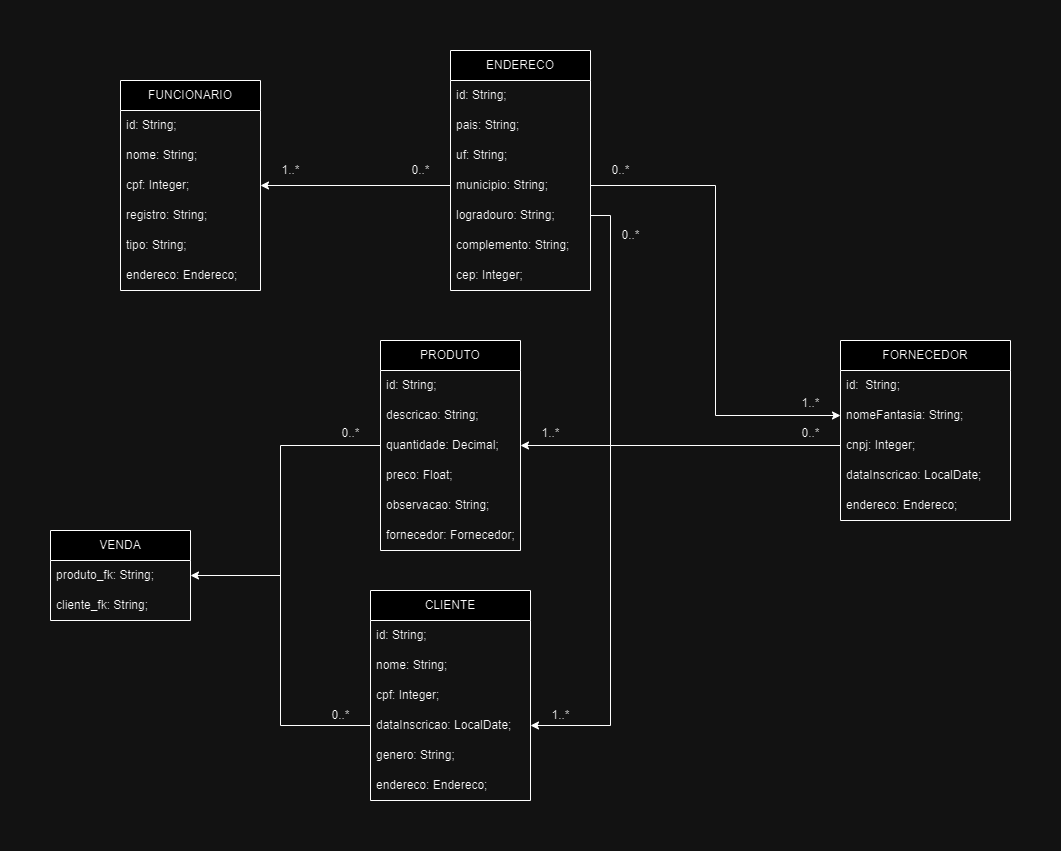 FUNCIONARIO
id: String;
nome: String;
cpf: Integer;
registro: String;
tipo: String;
endereco: Endereco;
1..*
0..*
ENDERECO
id: String;
pais: String;
uf: String;
municipio: String;
logradouro: String;
complemento: String;
cep: Integer;
0..*
0..*
PRODUTO
id: String;
descricao: String;
quantidade: Decimal;
preco: Float;
observacao: String;
fornecedor: Fornecedor;
0..*
1..*
0..*
1..*
FORNECEDOR
id:  String;
nomeFantasia: String;
cnpj: Integer;
dataInscricao: LocalDate;
endereco: Endereco;
VENDA
produto_fk: String;
cliente_fk: String;
CLIENTE
id: String;
nome: String;
cpf: Integer;
dataInscricao: LocalDate;
genero: String;
endereco: Endereco;
0..*
1..*